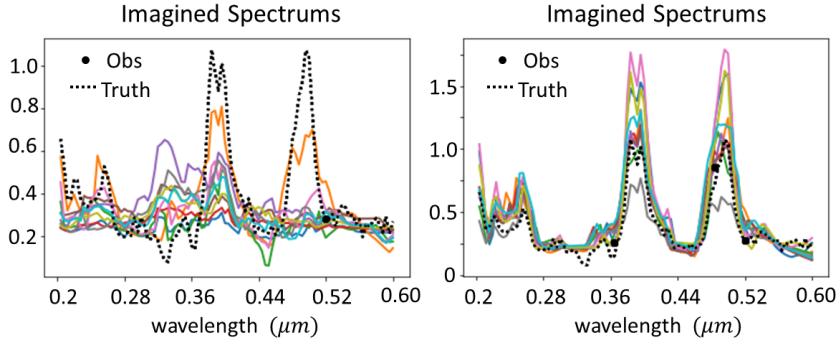 Imagined Spectrums
Obs
Truth
1.0
0.8
0.6
0.4
0.2
0.2 0.28 0.36 0.44 0.52 0.60
wavelength (μm)
Imagined Spectrums
Obs
Truth
1.5
1.0
0.5
0
0.2 0.28 0.36 0.44 0.52 0.60
wavelength (μm)